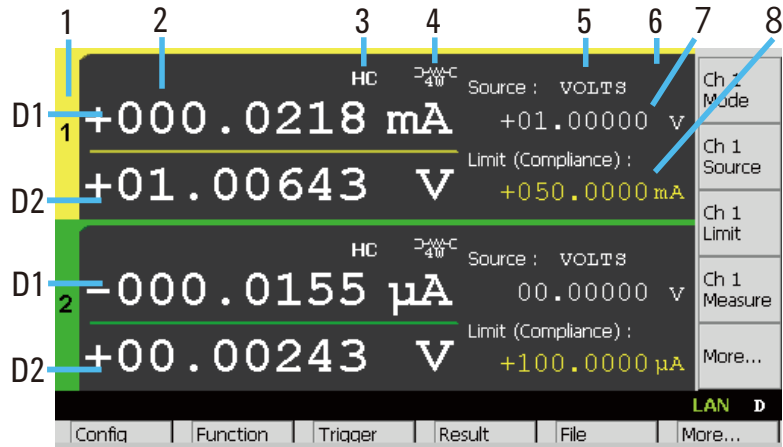 1 2 3 4 5 6 7 8
HC 4W Source : VOLTS Ch 1 Mode
D1 1 +000.0218 mA +01.00000 V
Ch 1 Source
Limit (Compliance) :
D2 +01.00643 V +050.0000 mA
Ch 1 Limit
HC 4W Source : VOLTS
D1 2 -000.0155 µA 00.00000 V
Ch 1 Measure
Limit (Compliance) :
D2 +00.00243 V +100.0000 µA
More...
LAN D
Config Function Trigger Result File More...